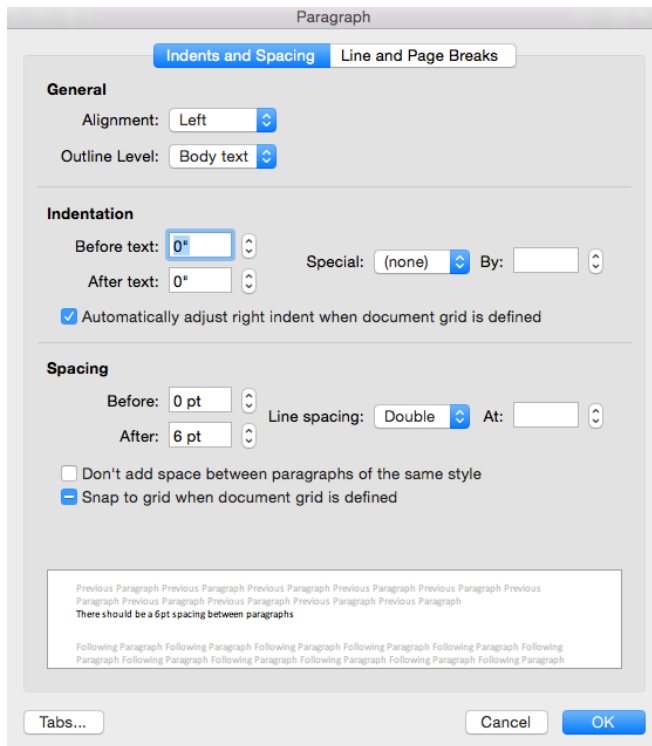 Paragraph
Indents and Spacing Line and Page Breaks
General
Alignment: Left
Outline Level: Body text
Indentation
Before text: 0"
Special: (none) By:
After text: 0"
Automatically adjust right indent when document grid is defined
Spacing
Before: 0 pt
Line spacing: Double At:
After: 6 pt
Don't add space between paragraphs of the same style
Snap to grid when document grid is defined
Previous Paragraph Previous Paragraph Previous Paragraph Previous Paragraph Previous Paragraph Previous
Paragraph Previous Paragraph Previous Paragraph Previous Paragraph Previous Paragraph
There should be a 6pt spacing between paragraphs
Following Paragraph Following Paragraph Following Paragraph Following Paragraph Following Paragraph Following
Paragraph Following Paragraph Following Paragraph Following Paragraph Following Paragraph Following Paragraph
Tabs... Cancel OK